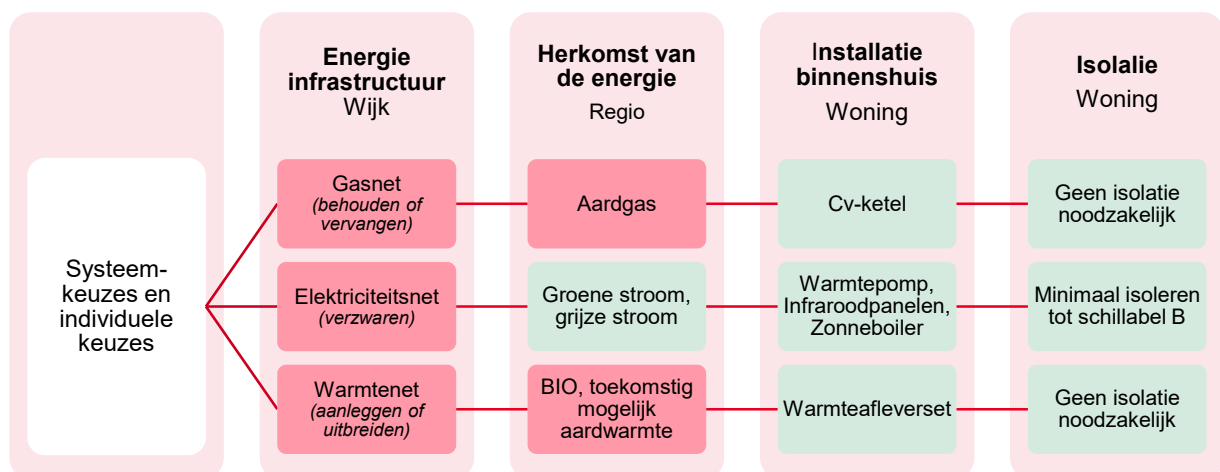 Energie
infrastructuur
Wijk
Herkomst van
de energie
Regio
Installatie
binnenshuis
Woning
Isolalie
Woning
Systeem-
keuzes en
individuele
keuzes
Gasnet
(behouden of
vervangen)
Aardgas
Cv-ketel
Geen isolatie
noodzakelijk
Elektriciteitsnet
(verzwaren)
Groene stroom,
grijze stroom
Warmtepomp,
Infraroodpanelen,
Zonneboiler
Minimaal isoleren
tot schillabel B
Warmtenet
(aanleggen of
uitbreiden)
BIO, toekomstig
mogelijk
aardwarmte
Warmteafleverset
Geen isolatie
noodzakelijk